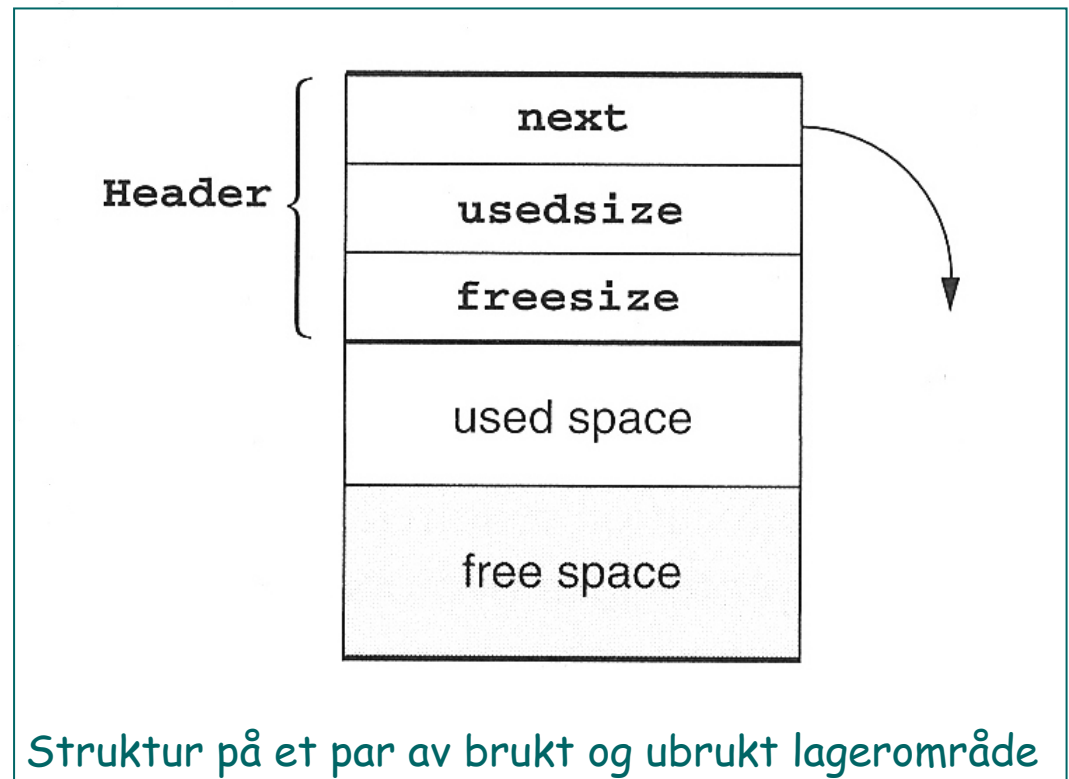 next
Header
usedsize
freesize
used space
free space
Struktur på et par av brukt og ubrukt lagerområde